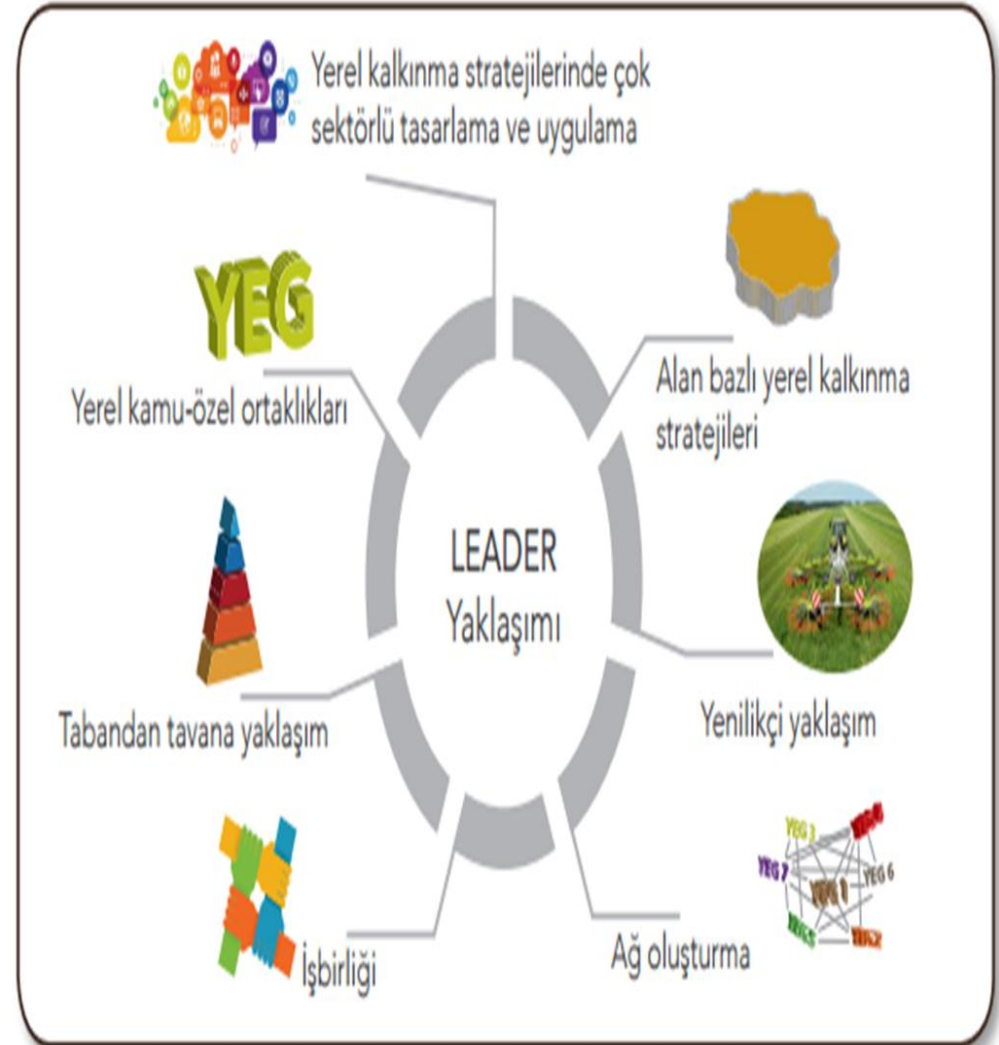 Yerel kalkınma stratejilerinde çok
sektörlü tasarlama ve uygulama
YEG
Yerel kamu-özel ortaklıkları
Alan bazlı yerel kalkınma
stratejileri
LEADER
Yaklaşımı
Tabandan tavana yaklaşım
Yenilikçi yaklaşım
İşbirliği
Ağ oluşturma
YEG 3
YEG 7
YEG 6